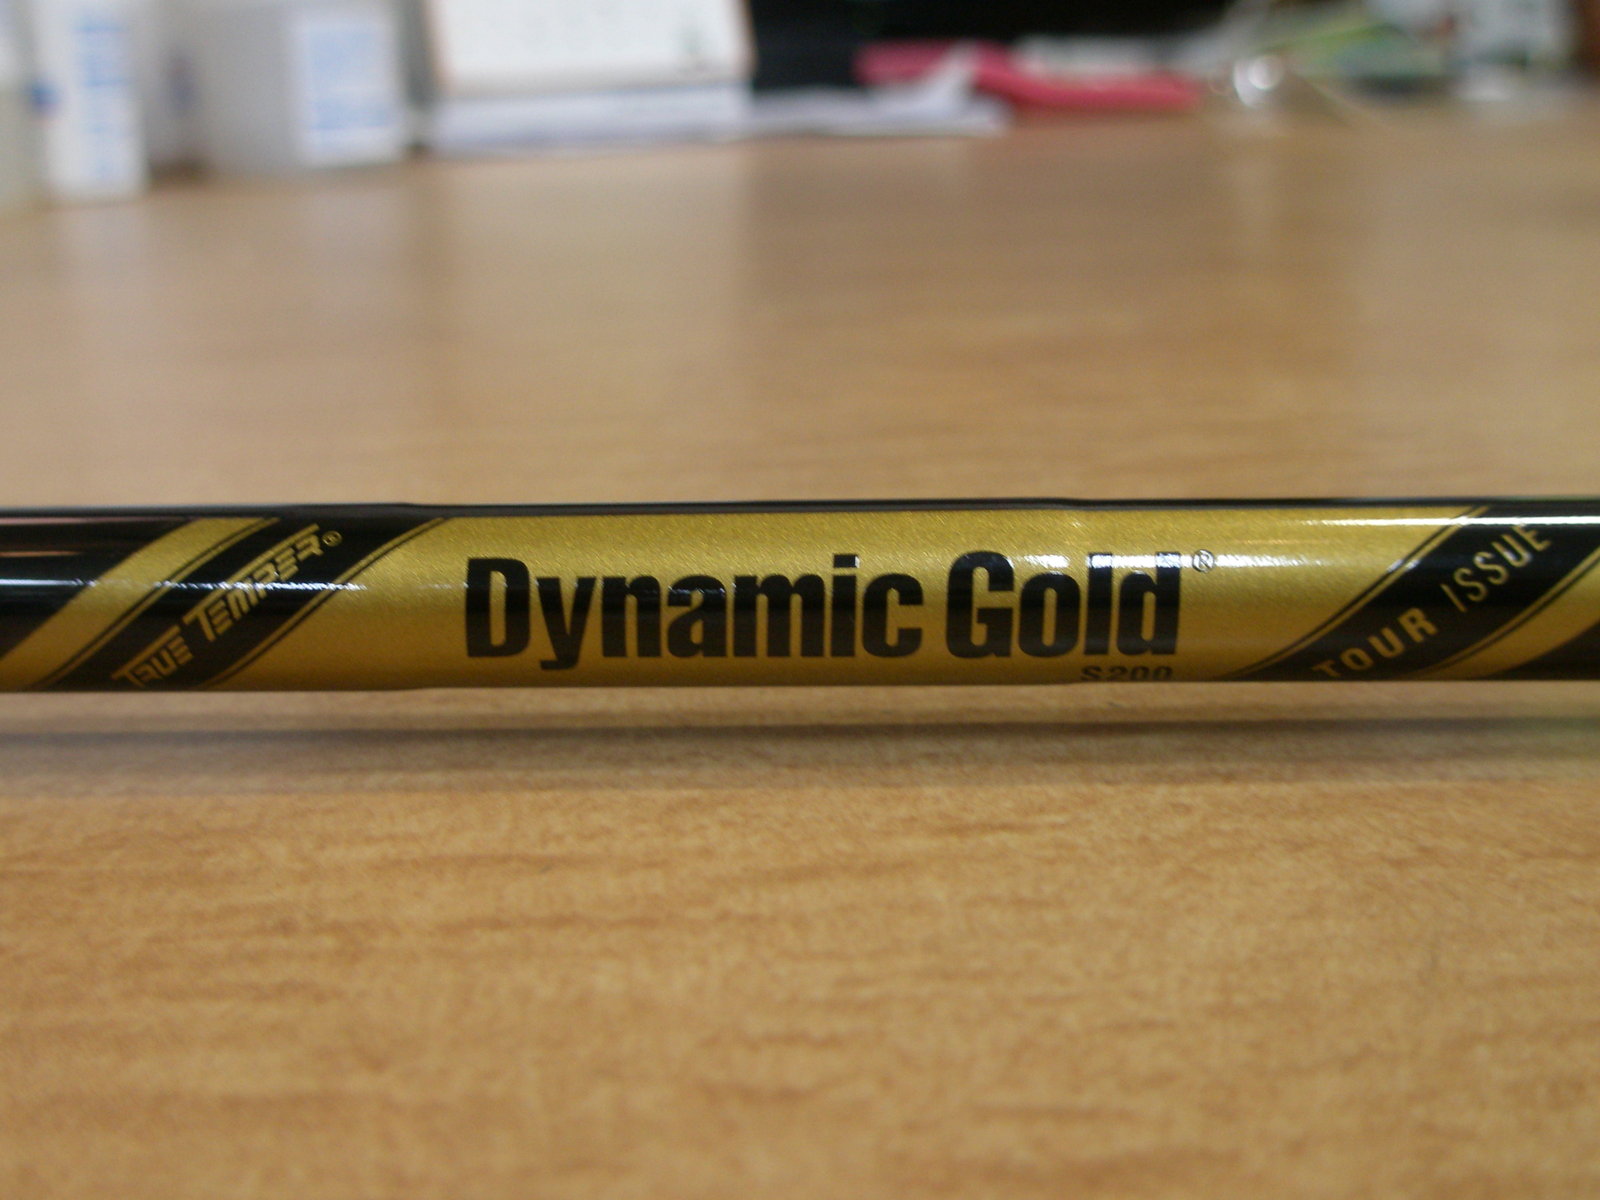 TRUE TEMPER®
Dynamic Gold®
S200
TOUR ISSUE